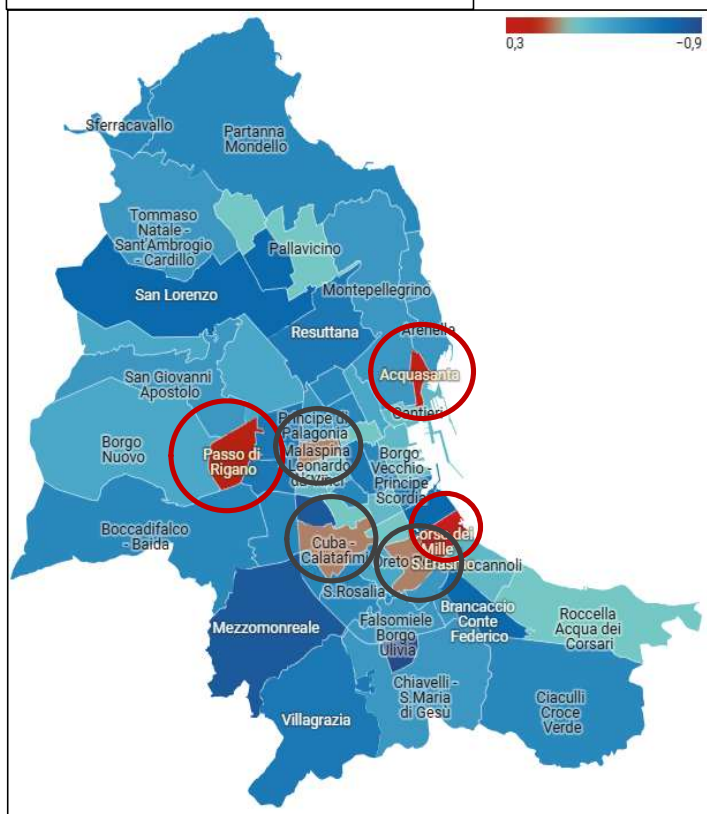 0,3
−0,9
Sferracavallo
Partanna
Mondello
Tommaso
Natale -
Sant'Ambrogio
- Cardillo
Pallavicino
San Lorenzo
Montepellegrino
Resuttana
Arenella
Acquasanta
San Giovanni
Apostolo
Cantieri
Borgo
Nuovo
Passo di
Rigano
Principe di
Palagonia
Malaspina
Leonardo
da Vinci
Borgo
Vecchio -
Principe
Scordia
Boccadifalco
- Baida
Cuba -
Calatafimi
Corso dei
Mille
S.Erasmo
Oreto
S.Rosalia
Mezzomonreale
Falsomiele
Borgo
Ulivia
Brancaccio
Conte
Federico
Roccella
Acqua dei
Corsari
Chiavelli -
S.Maria
di Gesù
Villagrazia
Ciaculli
Croce
Verde